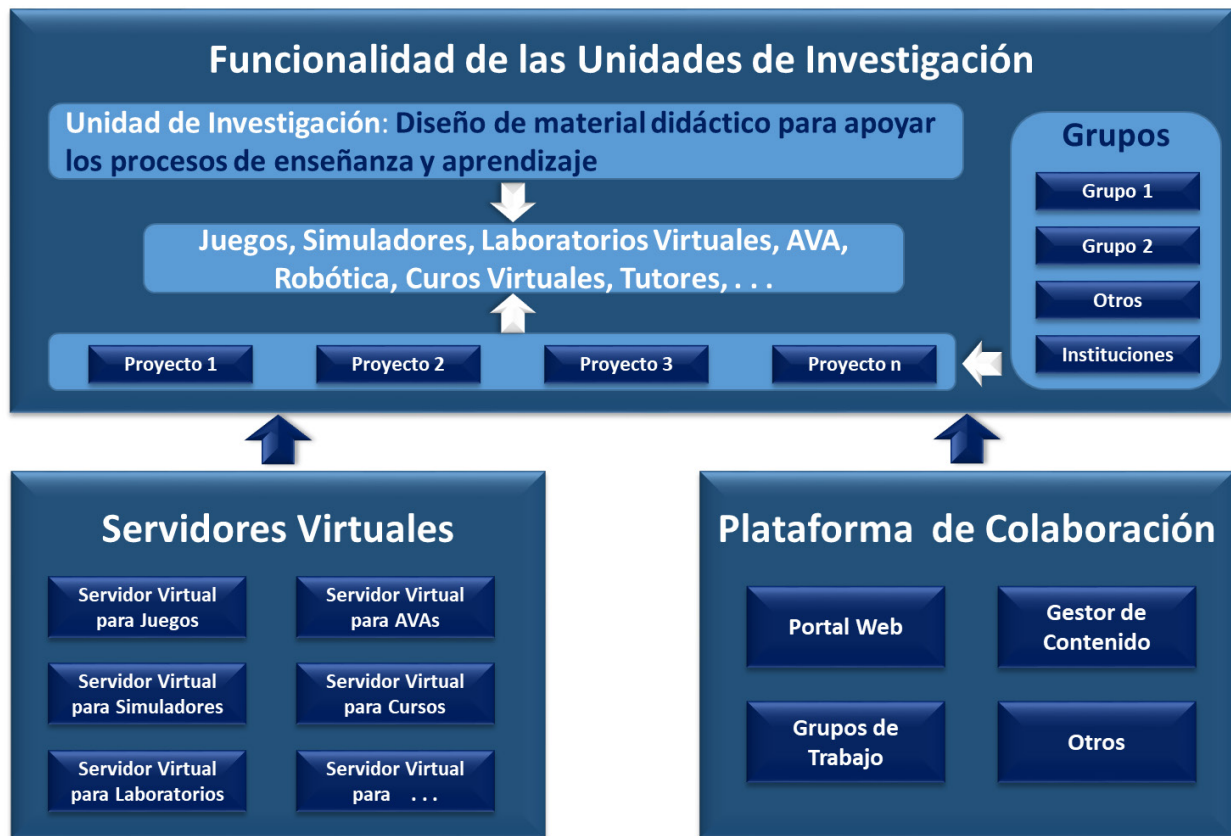 Funcionalidad de las Unidades de Investigación
Unidad de Investigación: Diseño de material didáctico para apoyar
los procesos de enseñanza y aprendizaje
Juegos, Simuladores, Laboratorios Virtuales, AVA,
Robótica, Curos Virtuales, Tutores, . . .
Proyecto 1
Proyecto 2
Proyecto 3
Proyecto n
Grupos
Grupo 1
Grupo 2
Otros
Instituciones
Servidores Virtuales
Servidor Virtual
para Juegos
Servidor Virtual
para AVAs
Servidor Virtual
para Simuladores
Servidor Virtual
para Cursos
Servidor Virtual
para Laboratorios
Servidor Virtual
para . . .
Plataforma de Colaboración
Portal Web
Gestor de
Contenido
Grupos de
Trabajo
Otros